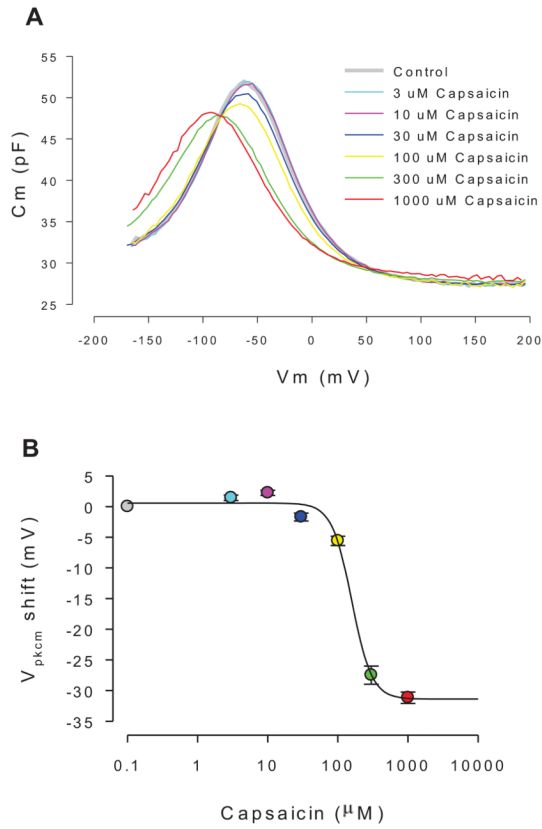 A
Cm (pF)
55
50
45
40
35
30
25
Control
3 uM Capsaicin
10 uM Capsaicin
30 uM Capsaicin
100 uM Capsaicin
300 uM Capsaicin
1000 uM Capsaicin
-200 -150 -100 -50 0 50 100 150 200
Vm (mV)
B
Vpkcm shift (mV)
5
0
-5
-10
-15
-20
-25
-30
-35
0.1 1 10 100 1000 10000
Capsaicin (μM)